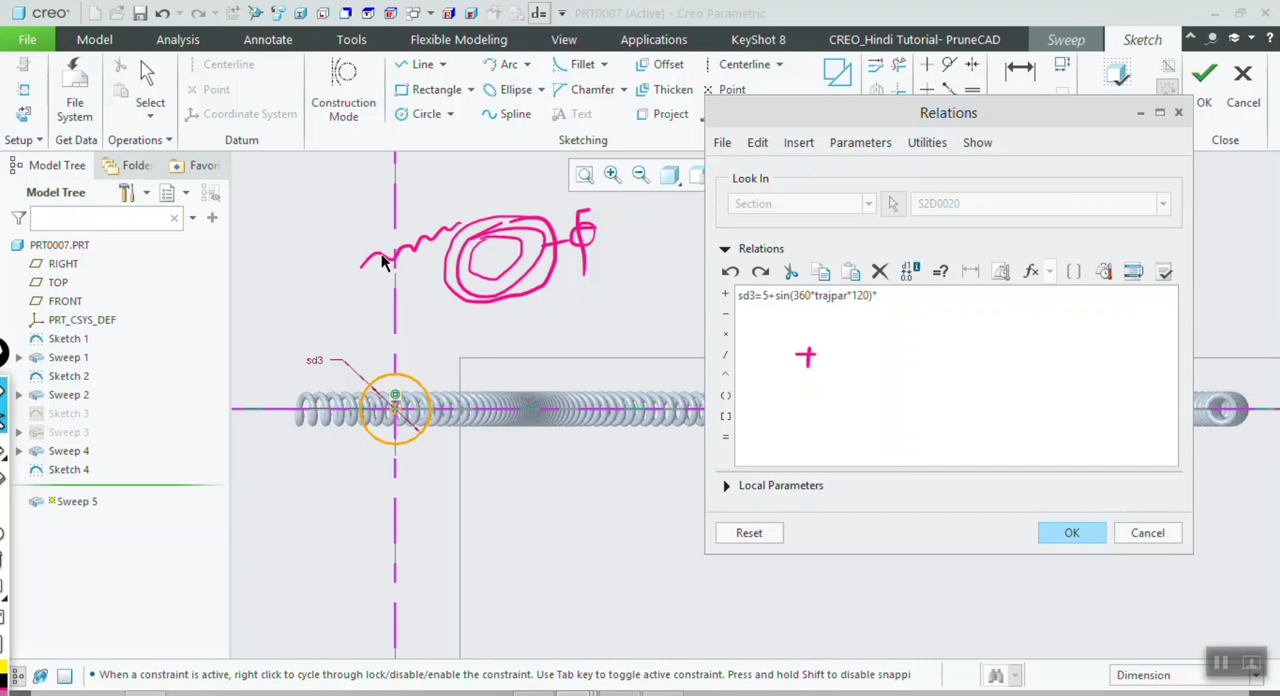 creo
PRT0007 (Active) - Creo Parametric
File Model Analysis Annotate Tools Flexible Modeling View Applications KeyShot 8 CREO_Hindi Tutorial- PruneCAD Sweep Sketch
Centerline Line Arc Fillet Offset Centerline
Point Rectangle Ellipse Chamfer Thicken Point
File System Select Coordinate System Construction Mode Circle Spline Text Project OK Cancel
Setup Get Data Operations Datum Sketching Close
Relations
File Edit Insert Parameters Utilities Show
Model Tree Folder Favori
Look In
Model Tree
Section S2D0020
PRT0007.PRT
Relations
RIGHT
TOP
FRONT
sd3=5+sin(360*trajpar*120)*
PRT_CSYS_DEF
Sketch 1
Sweep 1
sd3
Sketch 2
Sweep 2
Sketch 3
Sweep 3
Sweep 4
Sketch 4
Local Parameters
Sweep 5
Reset OK Cancel
• When a constraint is active, right click to cycle through lock/disable/enable the constraint. Use Tab key to toggle active constraint. Press and hold Shift to disable snappi
Dimension